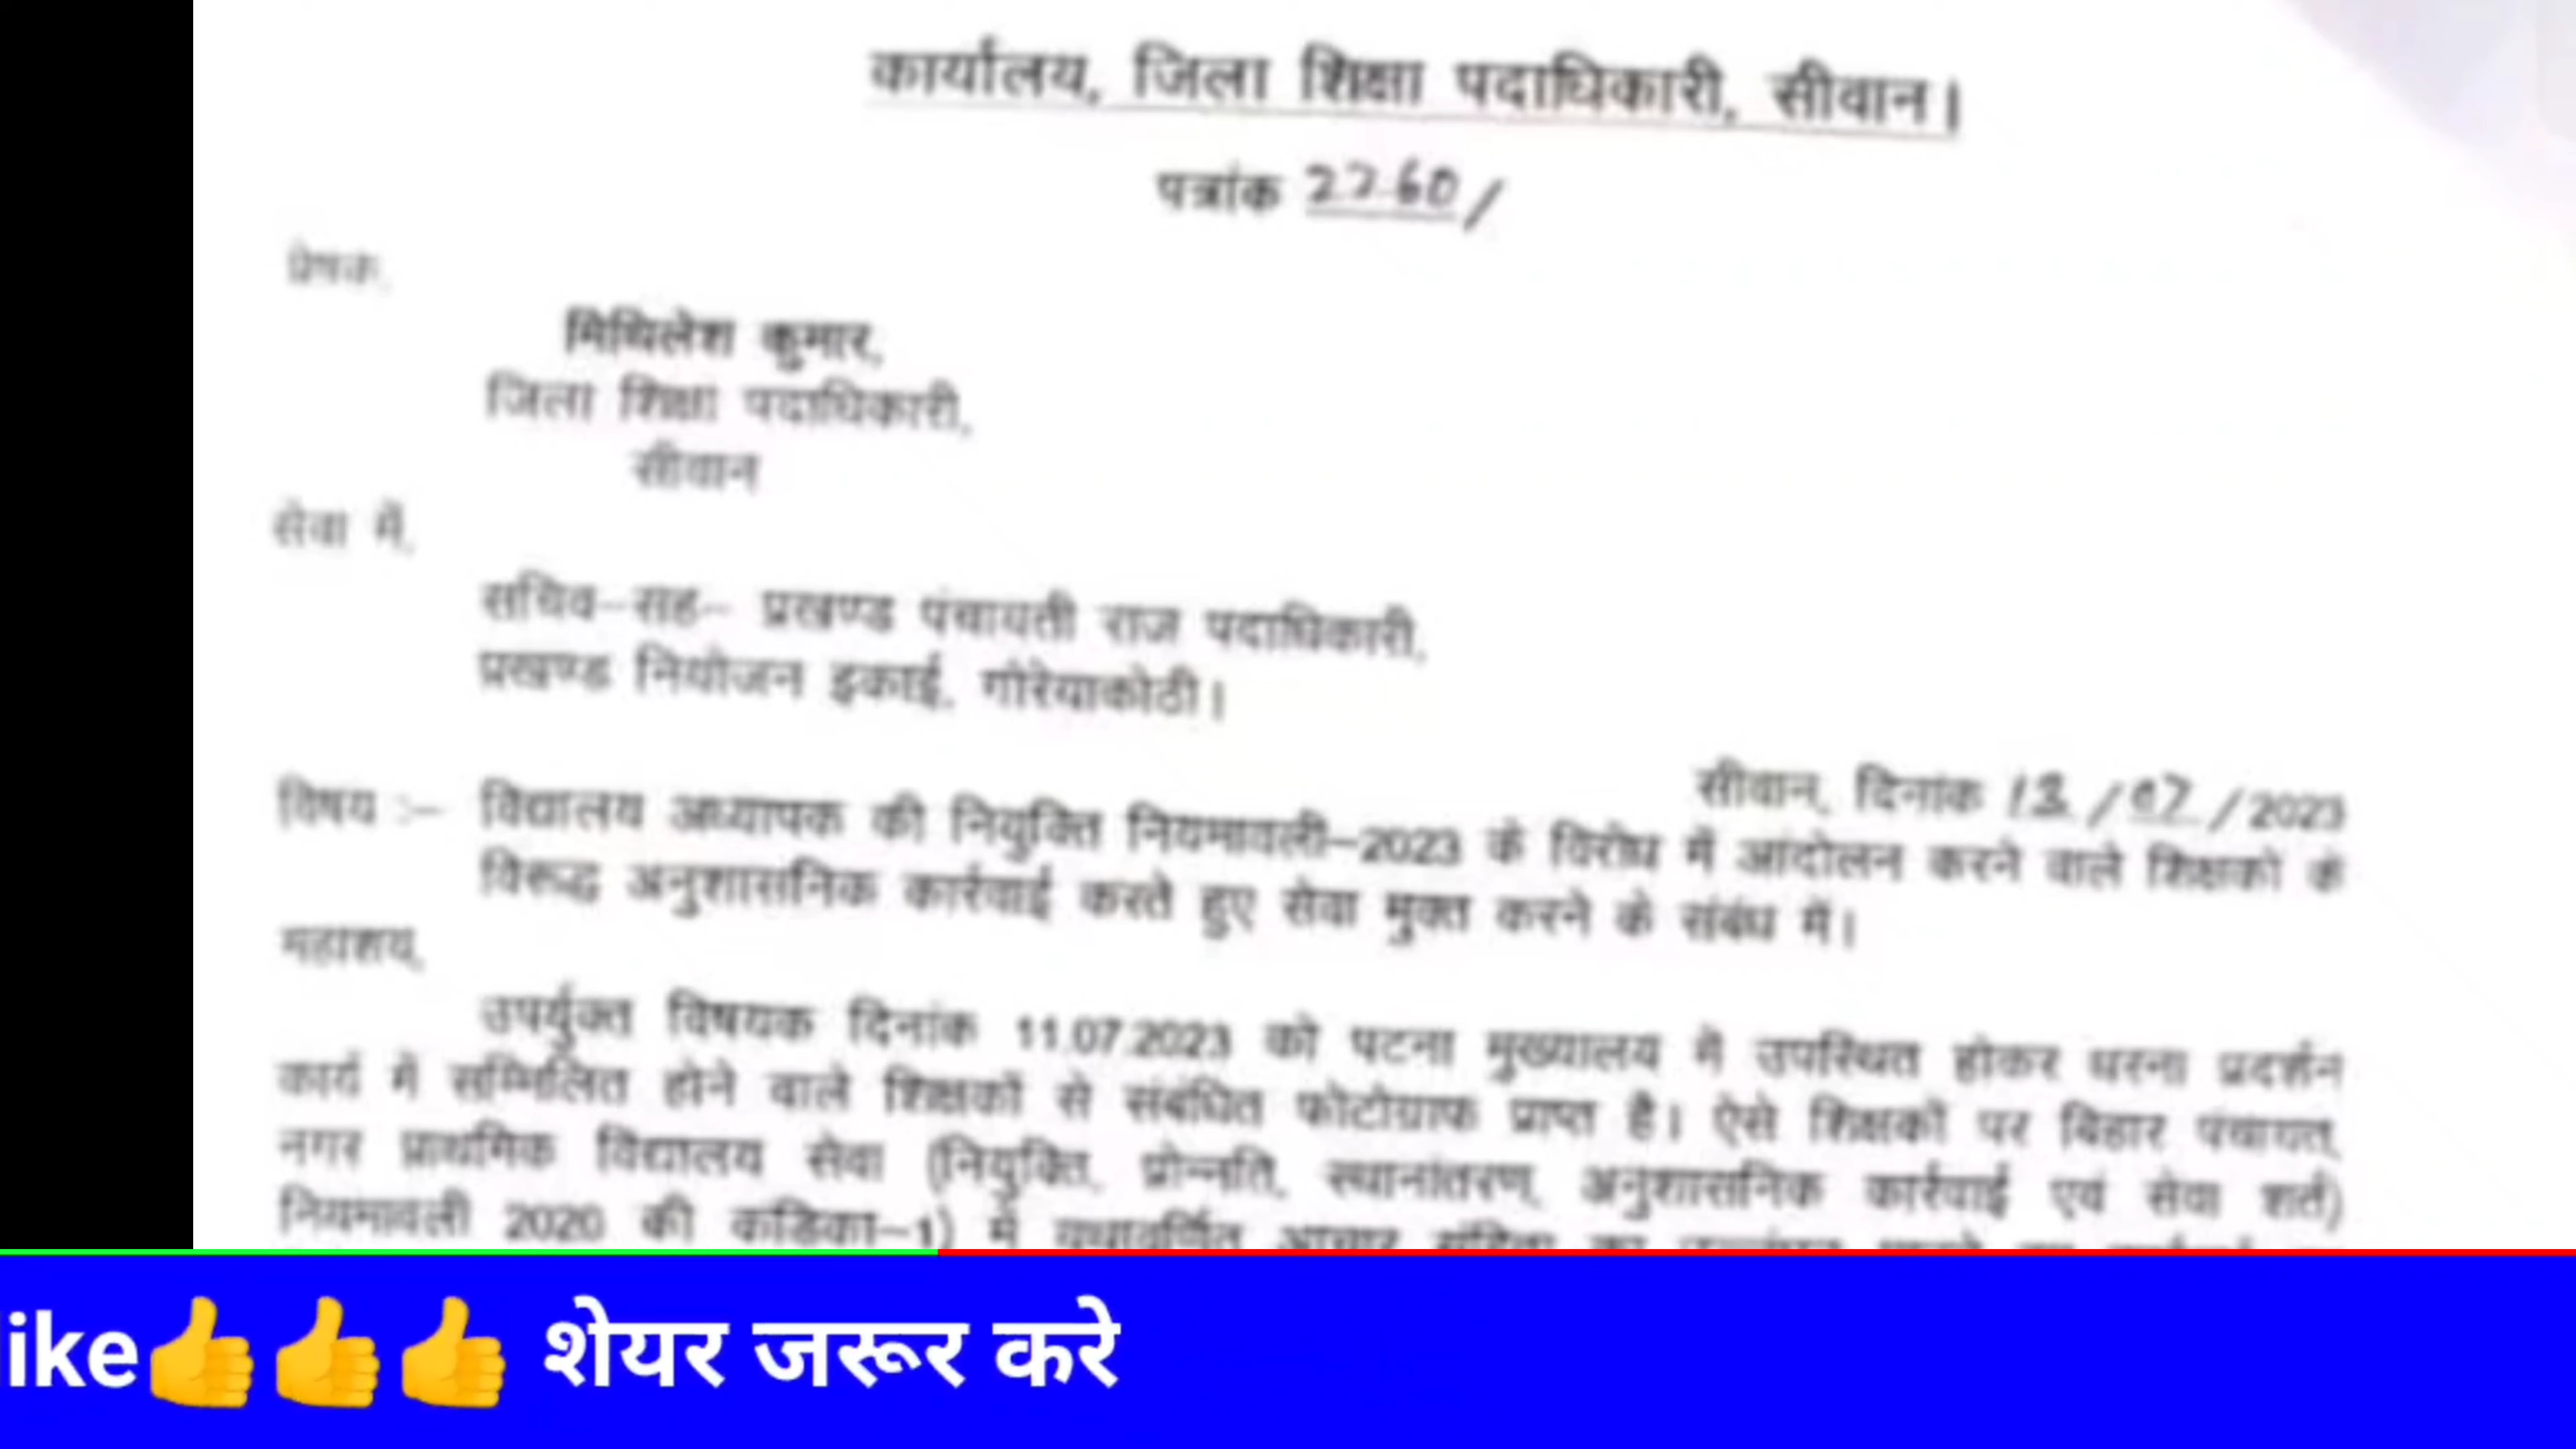 कार्यालय, जिला शिक्षा पदाधिकारी, सीवान।
पत्रांक 2260/
प्रेषक,
मिथिलेश कुमार,
जिला शिक्षा पदाधिकारी,
सीवान
सेवा में,
सचिव-सह- प्रखण्ड पंचायती राज पदाधिकारी,
प्रखण्ड नियोजन इकाई, गोरेयाकोठी।
सीवान, दिनांक 13/07/2023
विषय :- विद्यालय अध्यापक की नियुक्ति नियमावली-2023 के विरोध में आंदोलन करने वाले शिक्षकों के
विरूद्ध अनुशासनिक कार्रवाई करते हुए सेवा मुक्त करने के संबंध में।
महाशय,
उपर्युक्त विषयक दिनांक 11.07.2023 को पटना मुख्यालय में उपस्थित होकर धरना प्रदर्शन
कार्य में सम्मिलित होने वाले शिक्षकों से संबंधित फोटोग्राफ प्राप्त है। ऐसे शिक्षकों पर बिहार पंचायत,
नगर प्राथमिक विद्यालय सेवा (नियुक्ति, प्रोन्नति, स्थानांतरण, अनुशासनिक कार्रवाई एवं सेवा शर्त)
नियमावली 2020 की कंडिका-1) में यथावर्णित आचार संहिता का
ike👍👍👍 शेयर जरूर करे